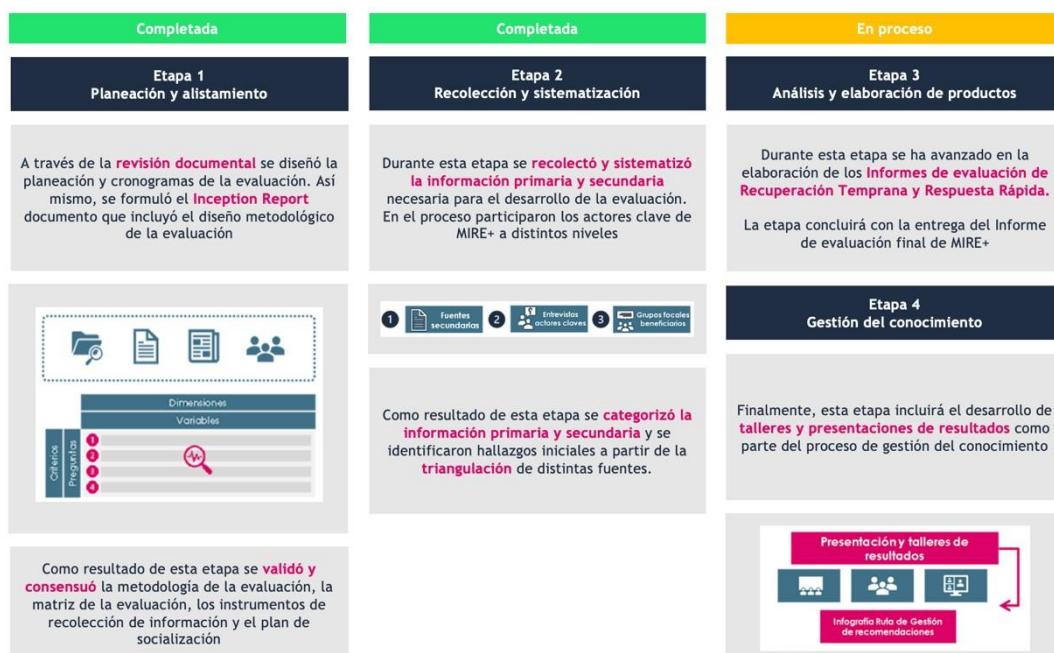 Completada
Etapa 1
Planeación y alistamiento
A través de la revisión documental se diseñó la
planeación y cronogramas de la evaluación. Así
mismo, se formuló el Inception Report
documento que incluyó el diseño metodológico
de la evaluación
Dimensiones
Variables
Criterios
Preguntas
1
2
3
4
Como resultado de esta etapa se validó y
consensuó la metodología de la evaluación, la
matriz de la evaluación, los instrumentos de
recolección de información y el plan de
socialización
Completada
Etapa 2
Recolección y sistematización
Durante esta etapa se recolectó y sistematizó
la información primaria y secundaria
necesaria para el desarrollo de la evaluación.
En el proceso participaron los actores clave de
MIRE+ a distintos niveles
1 Fuentes
secundarias
2 Entrevistas
actores claves
3 Grupos focales
beneficiarios
Como resultado de esta etapa se categorizó la
información primaria y secundaria y se
identificaron hallazgos iniciales a partir de la
triangulación de distintas fuentes.
En proceso
Etapa 3
Análisis y elaboración de productos
Durante esta etapa se ha avanzado en la
elaboración de los Informes de evaluación de
Recuperación Temprana y Respuesta Rápida.
La etapa concluirá con la entrega del Informe
de evaluación final de MIRE+
Etapa 4
Gestión del conocimiento
Finalmente, esta etapa incluirá el desarrollo de
talleres y presentaciones de resultados como
parte del proceso de gestión del conocimiento
Presentación y talleres de
resultados
Infografía Ruta de Gestión
de recomendaciones